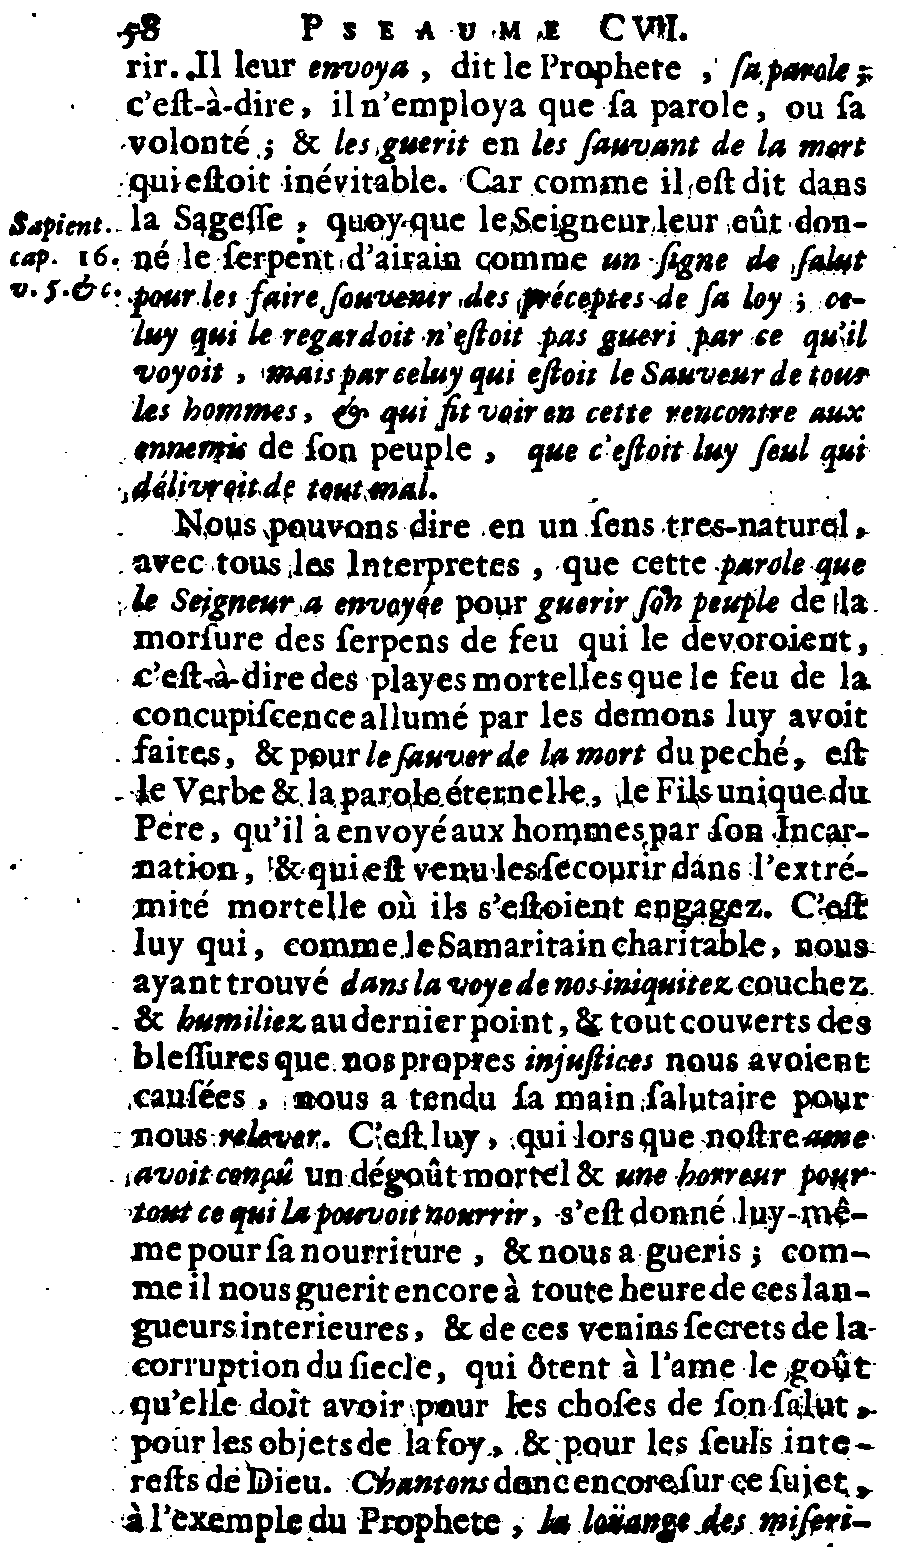 58 PSEAUME CVII.
rir. Il leur envoya, dit le Prophete, ſa parole;
c'eſt-à-dire, il n'employa que ſa parole, ou ſa
volonté; & les guerit en les ſauvant de la mort
qui eſtoit inévitable. Car comme il eſt dit dans
la Sageſſe; quoy-que le Seigneur leur eût don-
Sapient.
cap. 16.
v. 5. &c.
né le ſerpent d'airain comme un ſigne de ſalut
pour les faire ſouvenir des préceptes de ſa loy; ce-
luy qui le regardoit n'eſtoit pas gueri par ce qu'il
voyoit, mais par celuy qui eſtoit le Sauveur de tour
les hommes, & qui fit voir en cette rencontre aux
ennemis de ſon peuple, que c'eſtoit luy ſeul qui
délivroit de tout mal.
Nous pouvons dire en un ſens tres-naturel,
avec tous les Interpretes, que cette parole que
le Seigneur a envoyée pour guerir ſon peuple de la
morſure des ſerpens de feu qui le devoroient,
c'eſt-à-dire des playes mortelles que le feu de la
concupiſcence allumé par les demons luy avoit
faites, & pour le ſauver de la mort du peché, eſt
le Verbe & la parole éternelle, le Fils unique du
Pere, qu'il a envoyé aux hommes par ſon Incar-
nation, & qui eſt venu les ſecourir dans l'extré-
mité mortelle où ils s'eſtoient engagez. C'eſt
luy qui, comme le Samaritain charitable, nous
ayant trouvé dans la voye de nos iniquitez couchez
& humiliez au dernier point, & tout couverts des
bleſſures que nos propres injuſtices nous avoient
cauſées, nous a tendu ſa main ſalutaire pour
nous relever. C'eſt luy, qui lors que noſtre ame
avoit conçû un dégoût mortel & une horreur pour
tout ce qui la pouvoit nourrir, s'eſt donné luy-mê-
me pour ſa nourriture, & nous a gueris; com-
me il nous guerit encore à toute heure de ces lan-
gueurs interieures, & de ces venins ſecrets de la
corruption du ſiecle, qui ôtent à l'ame le goût
qu'elle doit avoir pour les choſes de ſon ſalut,
pour les objets de la foy, & pour les ſeuls inte-
reſts de Dieu. Chantons donc encore ſur ce ſujet,
à l'exemple du Prophete, la loüange des miſeri-